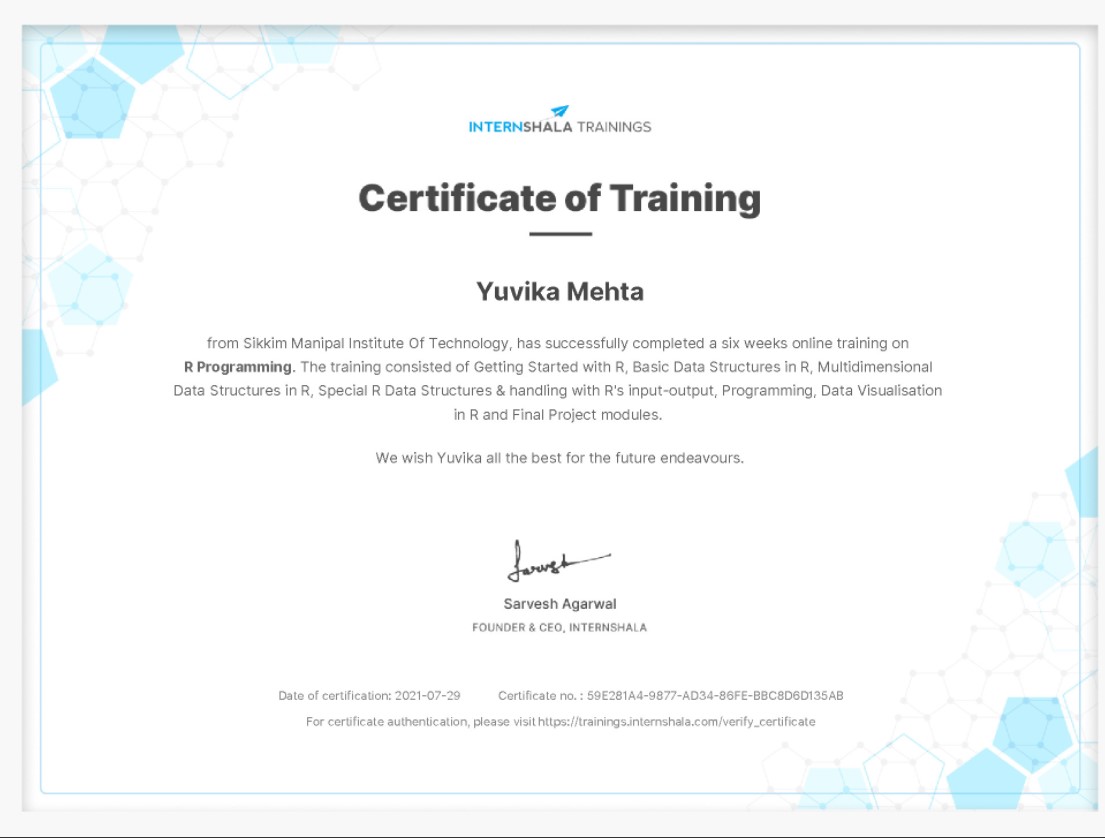 INTERNSHALA TRAININGS
Certificate of Training
Yuvika Mehta
from Sikkim Manipal Institute Of Technology, has successfully completed a six weeks online training on
R Programming. The training consisted of Getting Started with R, Basic Data Structures in R, Multidimensional
Data Structures in R, Special R Data Structures & handling with R's input-output, Programming, Data Visualisation
in R and Final Project modules.
We wish Yuvika all the best for the future endeavours.
Sarvesh
Sarvesh Agarwal
FOUNDER & CEO, INTERNSHALA
Date of certification: 2021-07-29 Certificate no. : 59E281A4-9877-AD34-86FE-BBC8D6D135AB
For certificate authentication, please visit https://trainings.internshala.com/verify_certificate